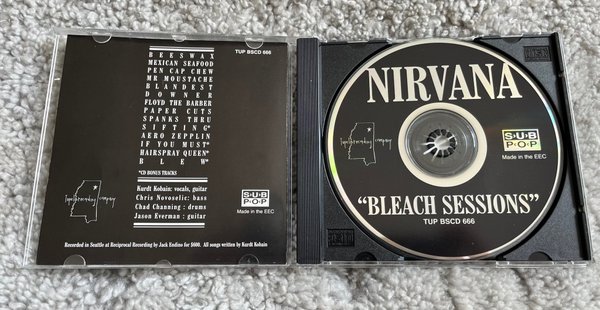 TUP BSCD 666
BEESWAX
MEXICAN SEAFOOD
PEN CAP CHEW
MR MOUSTACHE
BLANDEST
DOWNER
FLOYD THE BARBER
PAPER CUTS
SPANKS THRU
SIFTING*
AERO ZEPPLIN
IF YOU MUST*
HAIRSPRAY QUEEN*
BLEW*
*CD BONUS TRACKS
Kurdt Kobain: vocals, guitar
Chris Novoselic: bass
Chad Channing: drums
Jason Everman: guitar
SUB
POP
Made in the EEC
Recorded in Seattle at Reciprocal Recording by Jack Endino for $600. All songs written by Kurdt Kobain
NIRVANA
SUB
POP
Made in the EEC
"BLEACH SESSIONS"
TUP BSCD 666